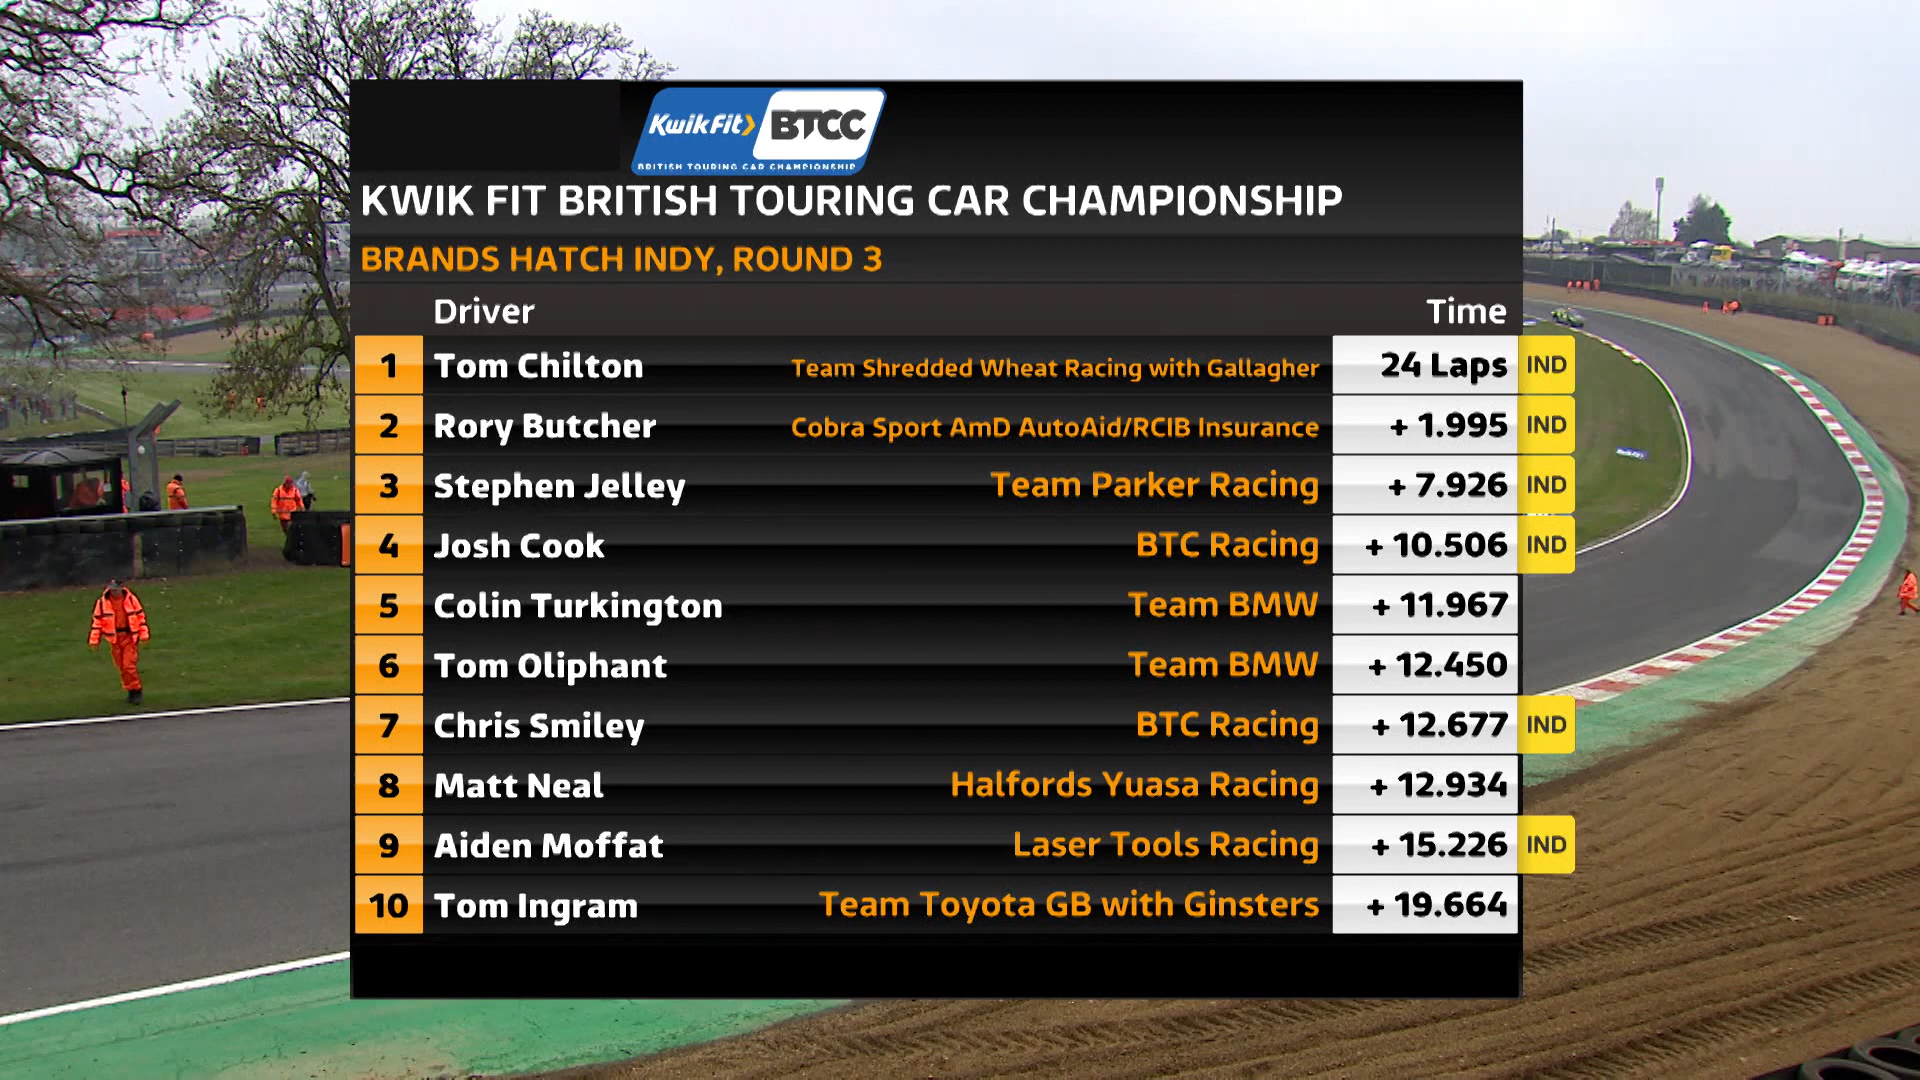 KwikFit BTCC
BRITISH TOURING CAR CHAMPIONSHIP
KWIK FIT BRITISH TOURING CAR CHAMPIONSHIP
BRANDS HATCH INDY, ROUND 3
Driver Time
1 Tom Chilton Team Shredded Wheat Racing with Gallagher 24 Laps IND
2 Rory Butcher Cobra Sport AmD AutoAid/RCIB Insurance + 1.995 IND
3 Stephen Jelley Team Parker Racing + 7.926 IND
4 Josh Cook BTC Racing + 10.506 IND
5 Colin Turkington Team BMW + 11.967
6 Tom Oliphant Team BMW + 12.450
7 Chris Smiley BTC Racing + 12.677 IND
8 Matt Neal Halfords Yuasa Racing + 12.934
9 Aiden Moffat Laser Tools Racing + 15.226 IND
10 Tom Ingram Team Toyota GB with Ginsters + 19.664
KwikFit